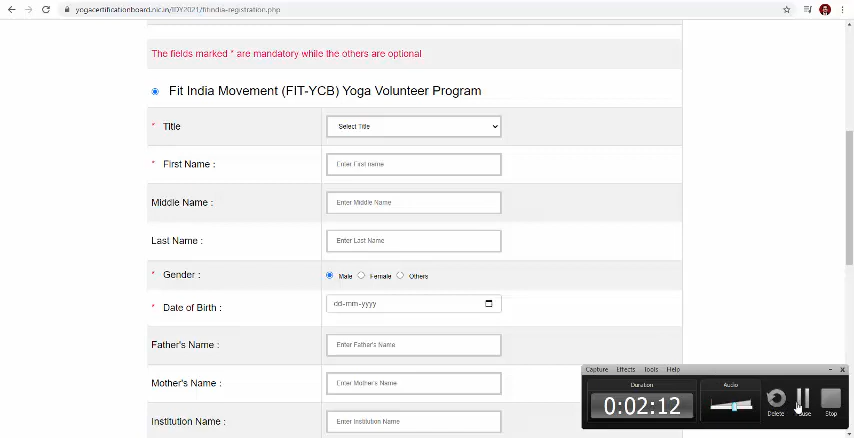 yogacertificationboard.nic.in/IDY2021/fitindia-registration.php
The fields marked * are mandatory while the others are optional
Fit India Movement (FIT-YCB) Yoga Volunteer Program
* Title
Select Title
* First Name :
Enter First name
Middle Name :
Enter Middle Name
Last Name :
Enter Last Name
* Gender :
Male Female Others
* Date of Birth :
dd-mm-yyyy
Father's Name :
Enter Father's Name
Mother's Name :
Enter Mother's Name
Institution Name :
Enter Institution Name
Capture Effects Tools Help
Duration
0:02:12
Audio
Delete
Pause
Stop